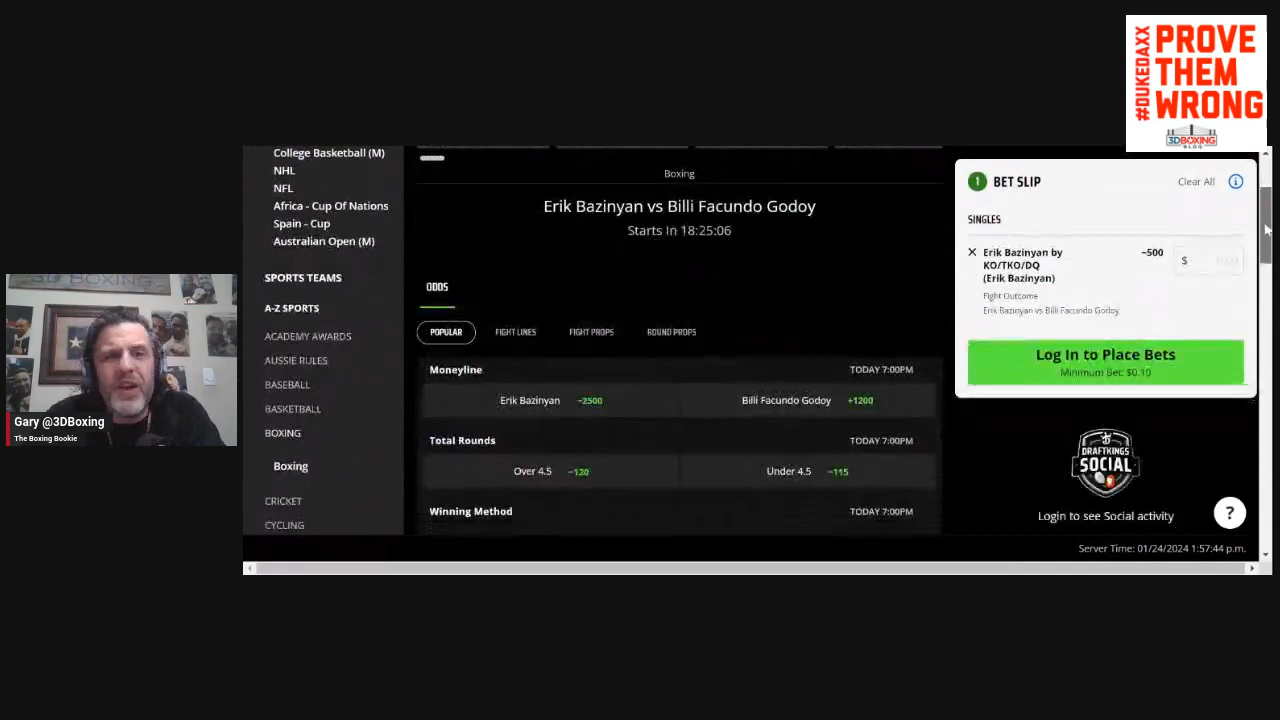 #DUKEDAXX
PROVE
THEM
WRONG
3DBOXING
BLOG
College Basketball (M)
NHL
NFL
Africa - Cup Of Nations
Spain - Cup
Australian Open (M)
SPORTS TEAMS
A-Z SPORTS
ACADEMY AWARDS
AUSSIE RULES
BASEBALL
BASKETBALL
BOXING
Boxing
CRICKET
CYCLING
Boxing
Erik Bazinyan vs Billi Facundo Godoy
Starts In 18:25:06
ODDS
POPULAR FIGHT LINES FIGHT PROPS ROUND PROPS
Moneyline TODAY 7:00PM
Erik Bazinyan −2500 Billi Facundo Godoy +1200
Total Rounds TODAY 7:00PM
Over 4.5 −120 Under 4.5 −115
Winning Method TODAY 7:00PM
1 BET SLIP Clear All
SINGLES
Erik Bazinyan by −500
KO/TKO/DQ $
(Erik Bazinyan)
Fight Outcome
Erik Bazinyan vs Billi Facundo Godoy
Log In to Place Bets
Minimum Bet: $0.10
DRAFTKINGS
SOCIAL
Login to see Social activity
?
Server Time: 01/24/2024 1:57:44 p.m.
3D BOXING
Gary @3DBoxing
The Boxing Bookie